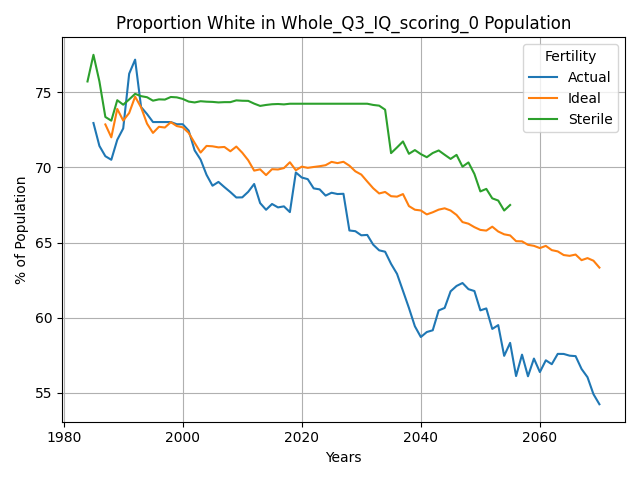 Proportion White in Whole_Q3_IQ_scoring_0 Population
% of Population
75
70
65
60
55
Fertility
Actual
Ideal
Sterile
1980
2000
2020
2040
2060
Years